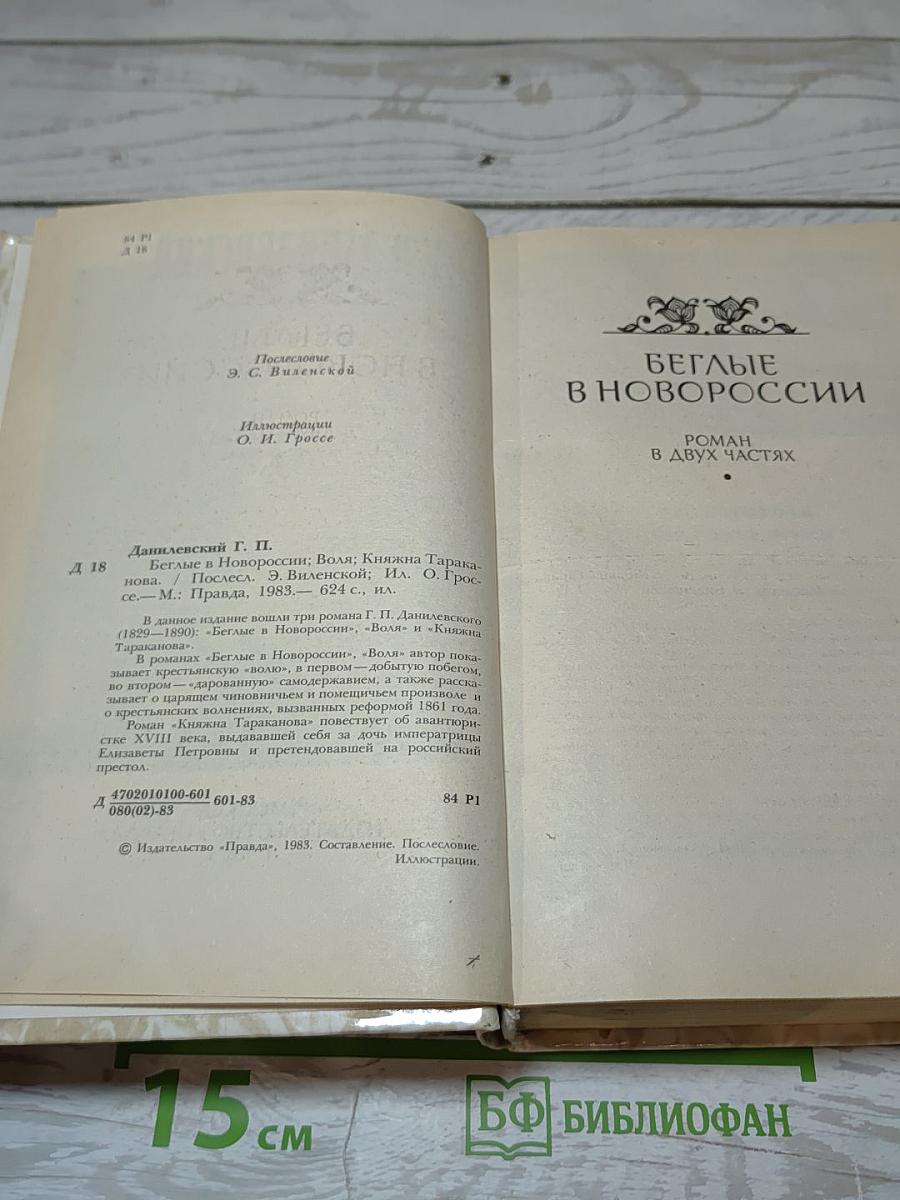 84 Р1
Д 18
Послесловие
Э. С. Виленской
Иллюстрации
О. И. Гроссе
Данилевский Г. П.
Д 18
Беглые в Новороссии; Воля; Княжна Тарака-
нова. / Послесл. Э. Виленской; Ил. О. Грос-
се.— М.: Правда, 1983.— 624 с., ил.
В данное издание вошли три романа Г. П. Данилевского
(1829—1890): «Беглые в Новороссии», «Воля» и «Княжна
Тараканова».
В романах «Беглые в Новороссии», «Воля» автор пока-
зывает крестьянскую «волю», в первом — добытую побегом,
во втором — «дарованную» самодержавием, а также расска-
зывает о царящем чиновничьем и помещичьем произволе и
о крестьянских волнениях, вызванных реформой 1861 года.
Роман «Княжна Тараканова» повествует об авантюри-
стке XVIII века, выдававшей себя за дочь императрицы
Елизаветы Петровны и претендовавшей на российский
престол.
Д 4702010100-601
080(02)-83
601-83
84 Р1
© Издательство «Правда», 1983. Составление. Послесловие.
Иллюстрации.
БЕГЛЫЕ
В НОВОРОССИИ
РОМАН
В ДВУХ ЧАСТЯХ
15 см
БФ БИБЛИОФАН